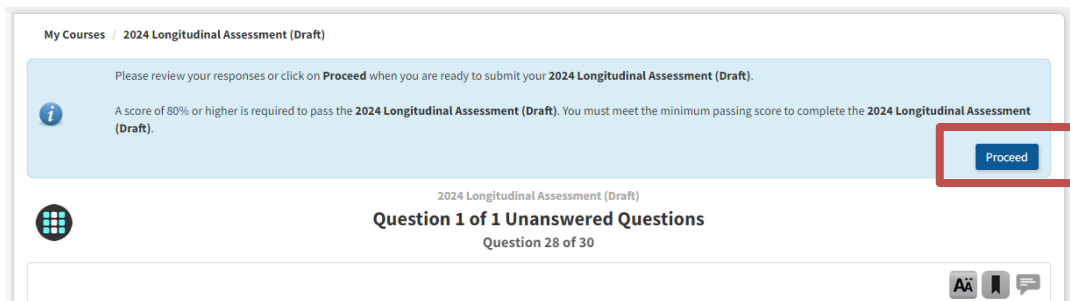 My Courses / 2024 Longitudinal Assessment (Draft)
Please review your responses or click on Proceed when you are ready to submit your 2024 Longitudinal Assessment (Draft).
A score of 80% or higher is required to pass the 2024 Longitudinal Assessment (Draft). You must meet the minimum passing score to complete the 2024 Longitudinal Assessment
(Draft).
Proceed
2024 Longitudinal Assessment (Draft)
Question 1 of 1 Unanswered Questions
Question 28 of 30
AÄ